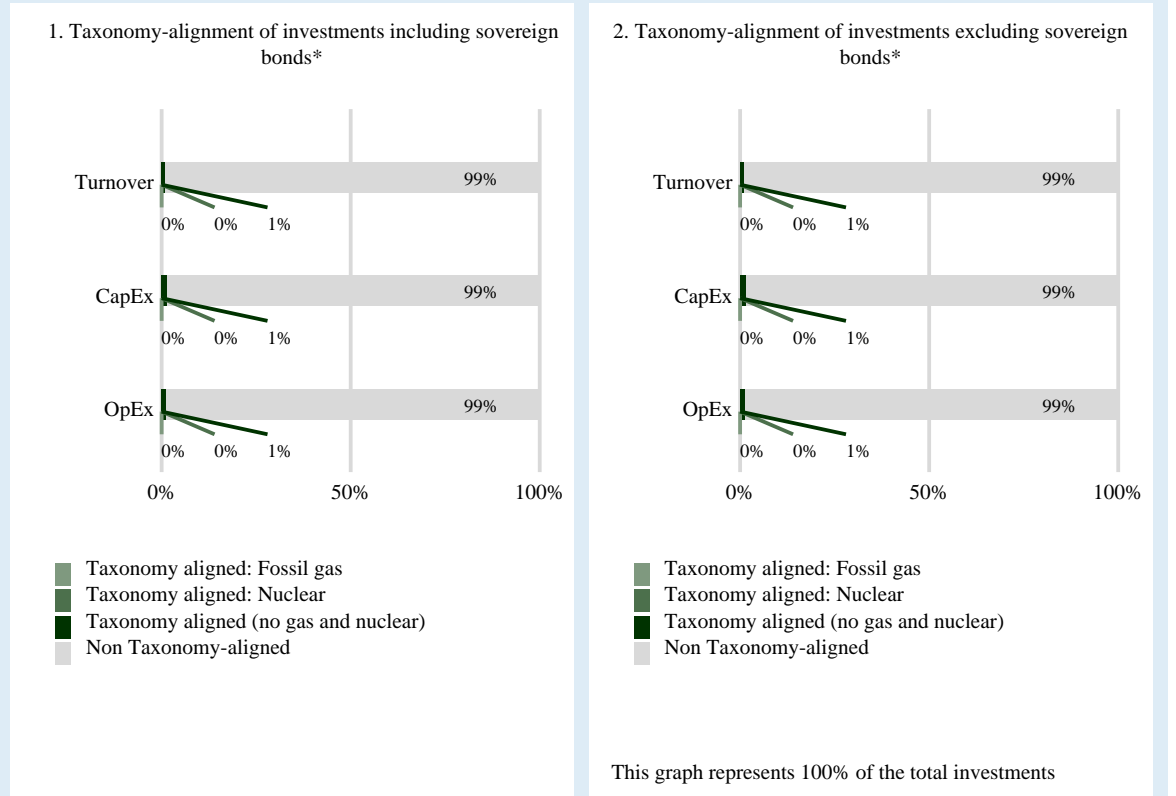 1. Taxonomy-alignment of investments including sovereign
bonds*
Turnover
99%
0% 0% 1%
CapEx
99%
0% 0% 1%
OpEx
99%
0% 0% 1%
0% 50% 100%
Taxonomy aligned: Fossil gas
Taxonomy aligned: Nuclear
Taxonomy aligned (no gas and nuclear)
Non Taxonomy-aligned
2. Taxonomy-alignment of investments excluding sovereign
bonds*
Turnover
99%
0% 0% 1%
CapEx
99%
0% 0% 1%
OpEx
99%
0% 0% 1%
0% 50% 100%
Taxonomy aligned: Fossil gas
Taxonomy aligned: Nuclear
Taxonomy aligned (no gas and nuclear)
Non Taxonomy-aligned
This graph represents 100% of the total investments